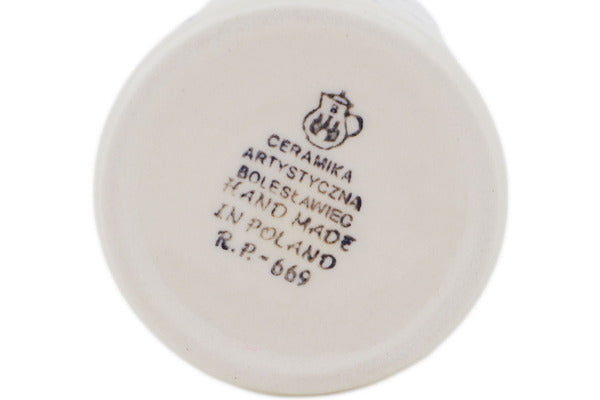 CERAMIKA
ARTYSTYCZNA
BOLESŁAWIEC
HAND MADE
IN POLAND
R.P.-669